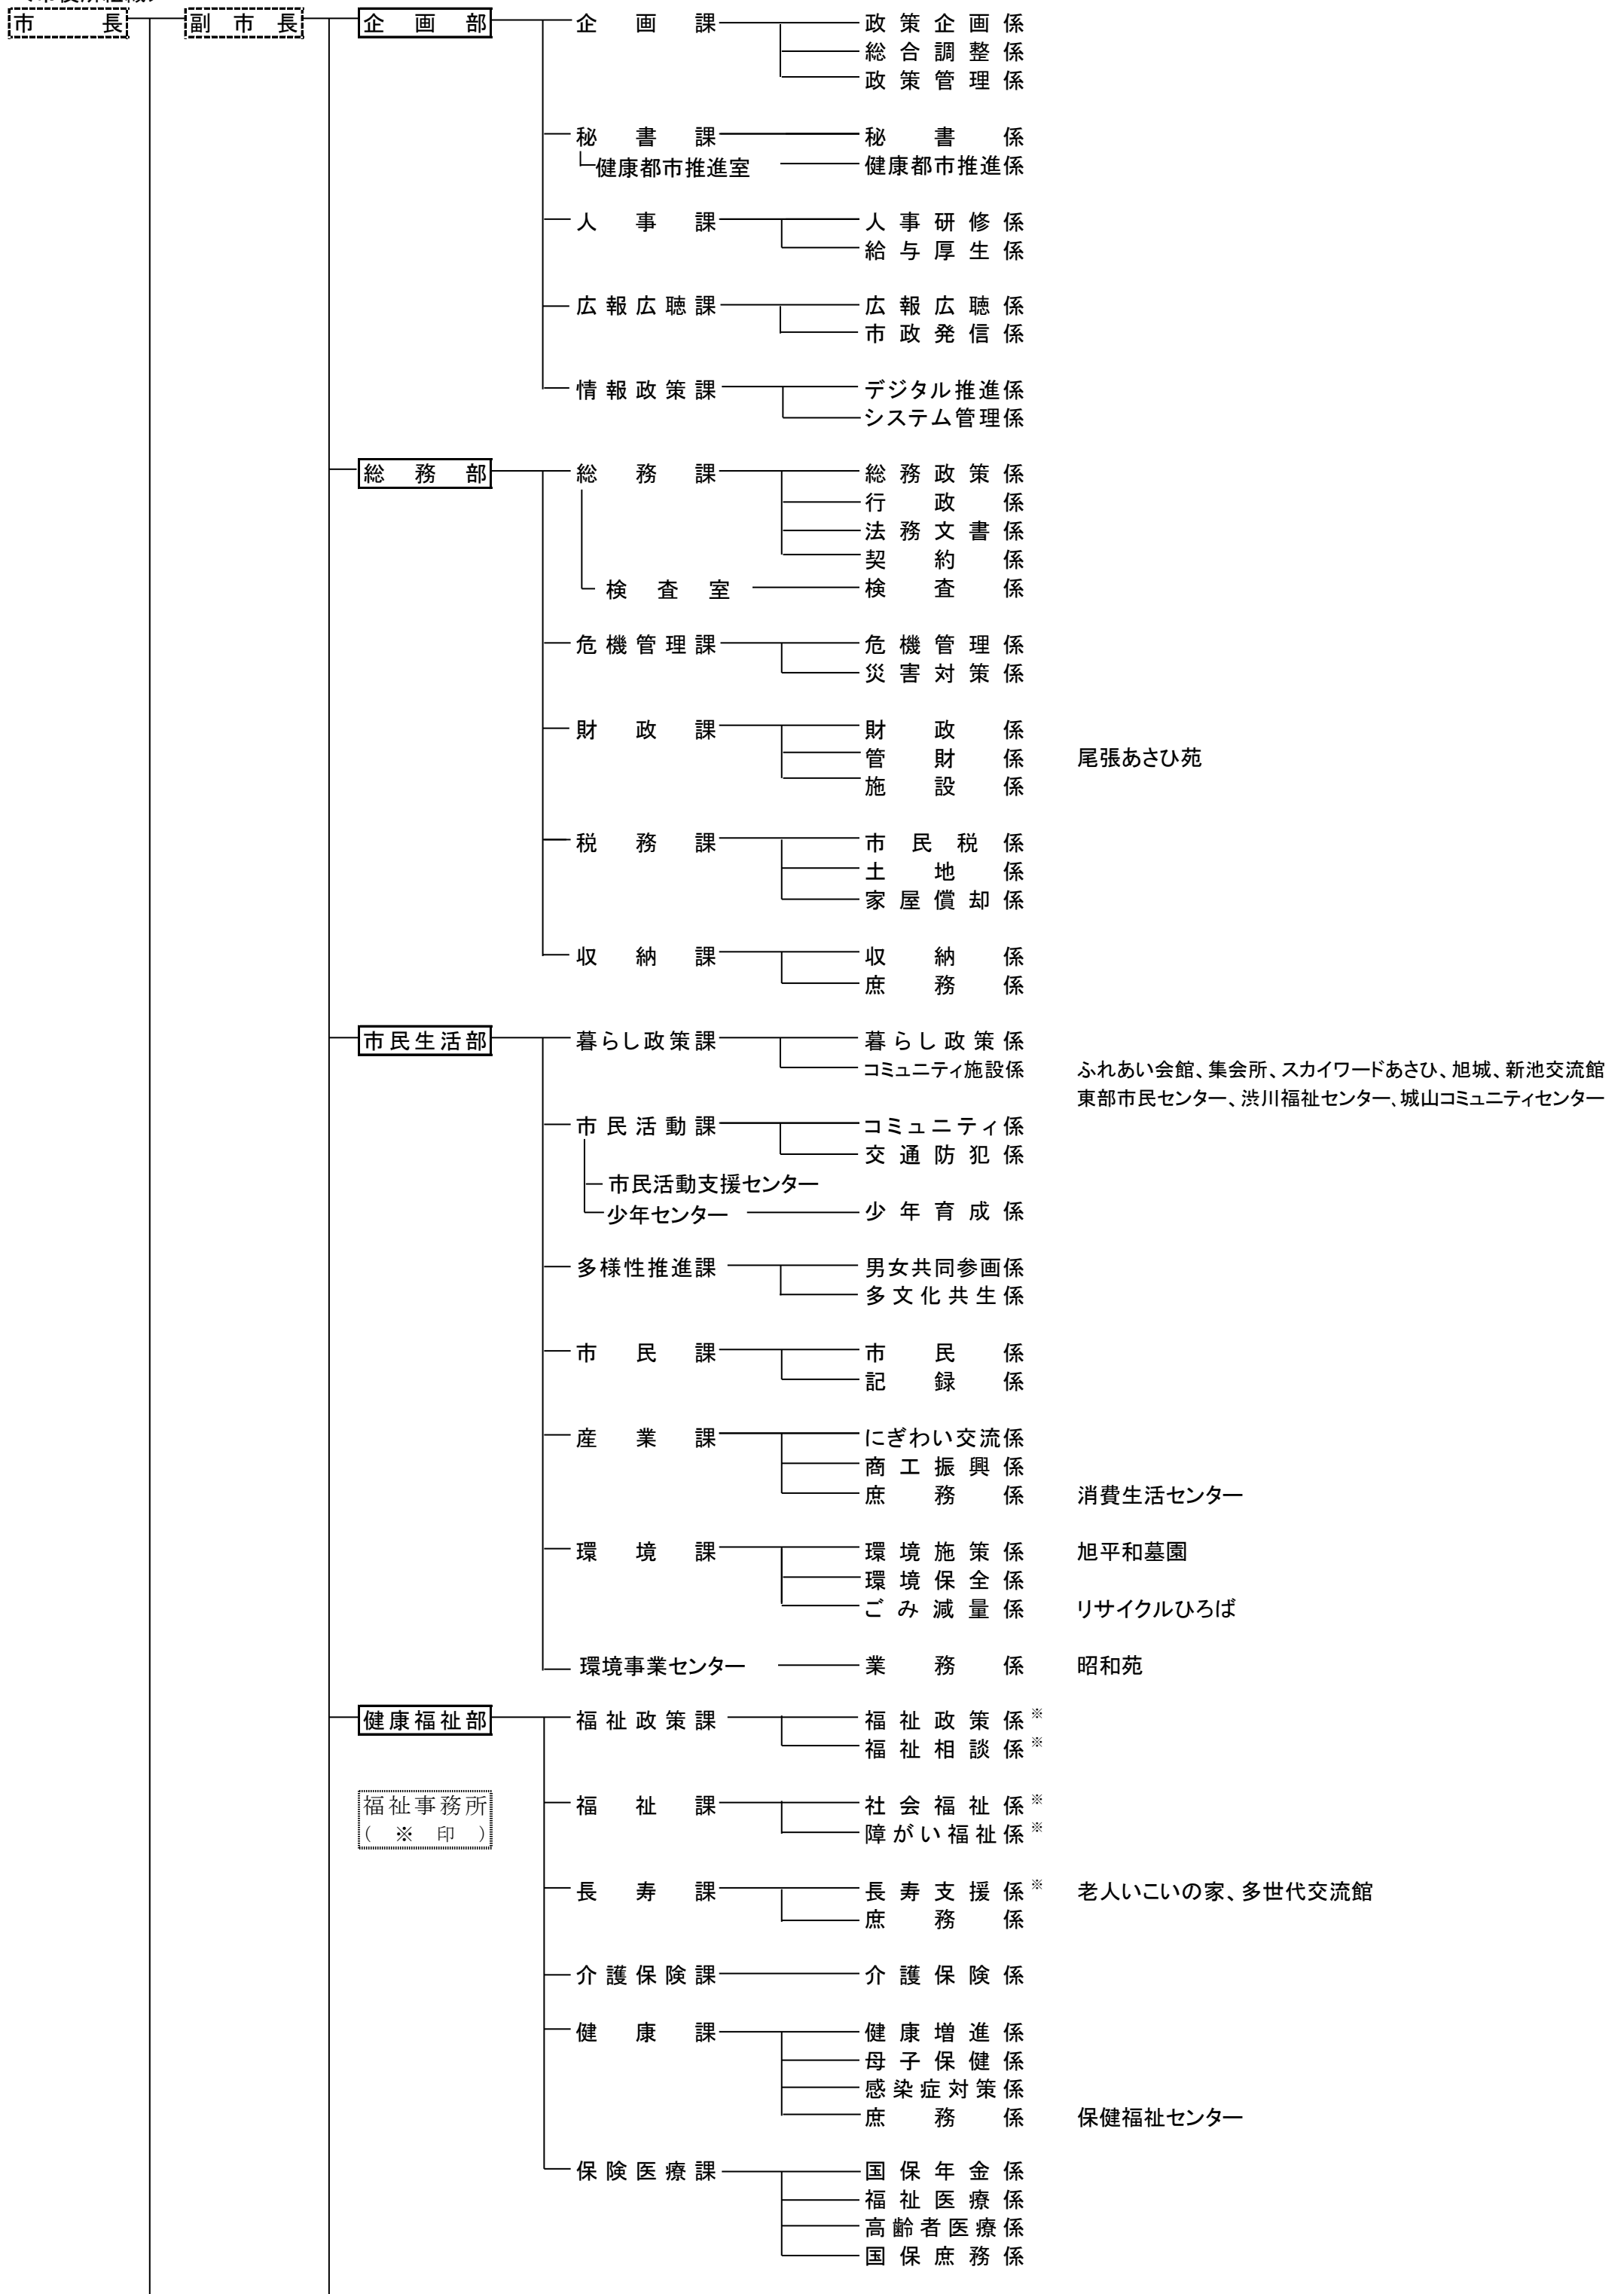 市長 副市長 企画部 企画課 政策企画係
総合調整係
政策管理係
秘書課 秘書係
健康都市推進室 健康都市推進係
人事課 人事研修係
給与厚生係
広報広聴課 広報広聴係
市政発信係
情報政策課 デジタル推進係
システム管理係
総務部 総務課 総務政策係
行政係
法務文書係
契約係
検査室 検査係
危機管理課 危機管理係
災害対策係
財政課 財政係
管財係 尾張あさひ苑
施設係
税務課 市民税係
土地係
家屋償却係
収納課 収納係
庶務係
市民生活部 暮らし政策課 暮らし政策係
コミュニティ施設係 ふれあい会館、集会所、スカイワードあさひ、旭城、新池交流館
東部市民センター、渋川福祉センター、城山コミュニティセンター
市民活動課 コミュニティ係
交通防犯係
市民活動支援センター
少年センター 少年育成係
多様性推進課 男女共同参画係
多文化共生係
市民課 市民係
記録係
産業課 にぎわい交流係
商工振興係
庶務係 消費生活センター
環境課 環境施策係 旭平和墓園
環境保全係
ごみ減量係 リサイクルひろば
環境事業センター 業務係 昭和苑
健康福祉部 福祉政策課 福祉政策係※
福祉相談係※
福祉事務所 福祉課 社会福祉係※
(※印) 障がい福祉係※
長寿課 長寿支援係※ 老人いこいの家、多世代交流館
庶務係
介護保険課 介護保険係
健康課 健康増進係
母子保健係
感染症対策係
庶務係 保健福祉センター
保険医療課 国保年金係
福祉医療係
高齢者医療係
国保庶務係